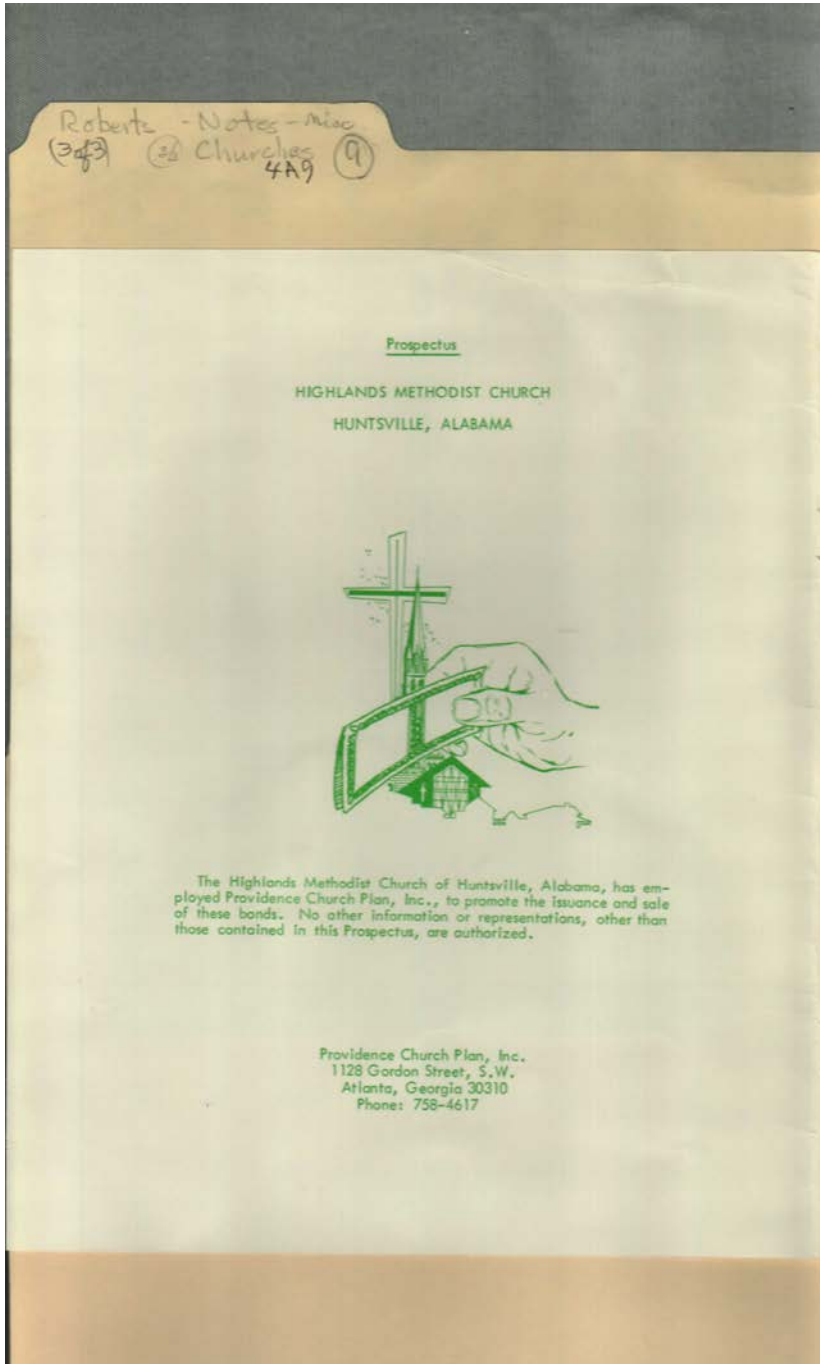 Roberts - Notes - Misc
(3 of 3) Churches 9
4A9
Prospectus
HIGHLANDS METHODIST CHURCH
HUNTSVILLE, ALABAMA
The Highlands Methodist Church of Huntsville, Alabama, has em-
ployed Providence Church Plan, Inc., to promote the issuance and sale
of these bonds. No other information or representations, other than
those contained in this Prospectus, are authorized.
Providence Church Plan, Inc.
1128 Gordon Street, S.W.
Atlanta, Georgia 30310
Phone: 758-4617